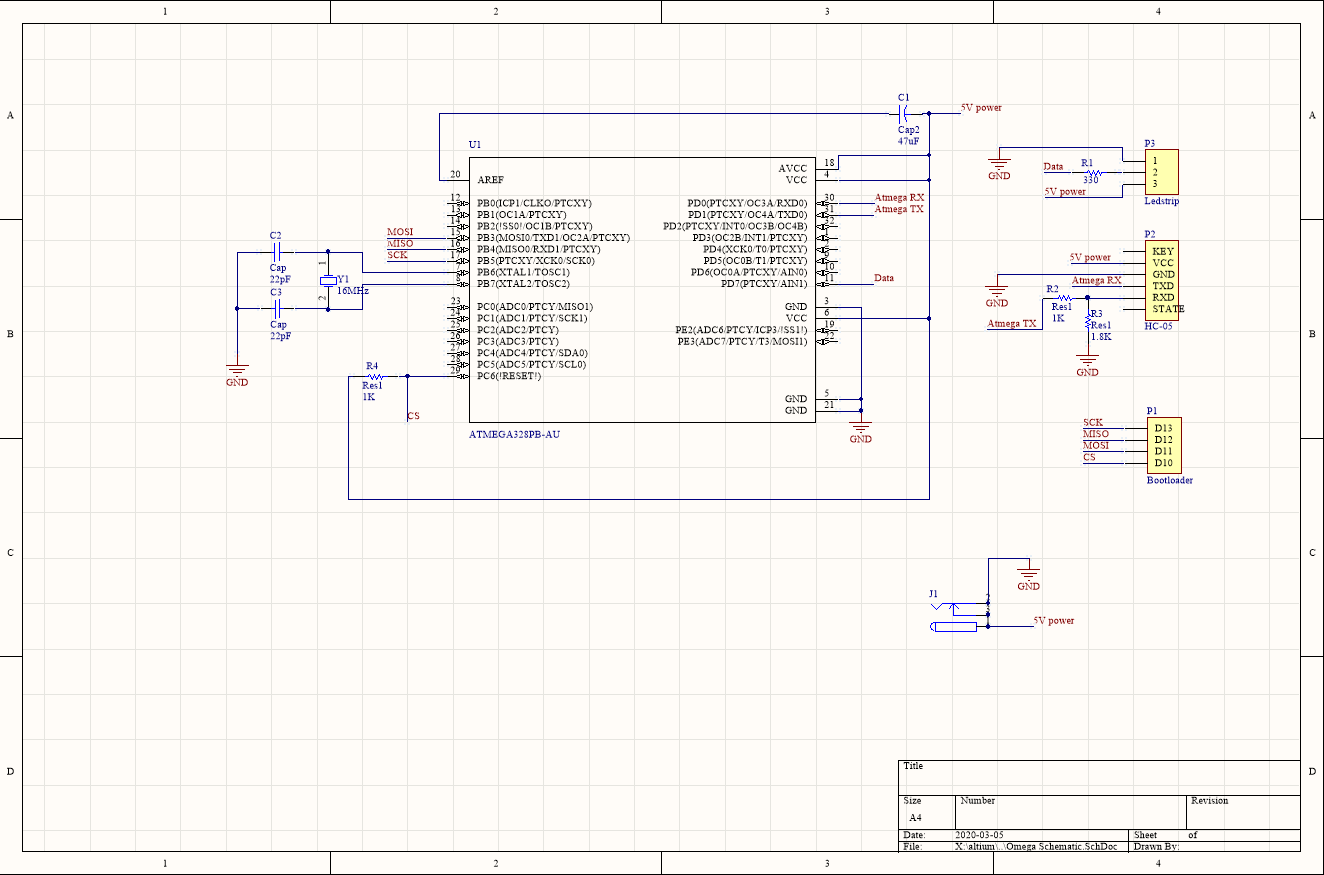 1 2 3 4
A A
B B
C C
D D
1 2 3 4
C1
5V power
Cap2
47uF
U1
ATMEGA328PB-AU
20 AREF
12 PB0(ICP1/CLKO/PTCXY)
13 PB1(OC1A/PTCXY)
14 PB2(!SS0!/OC1B/PTCXY)
MOSI 15 PB3(MOSI0/TXD1/OC2A/PTCXY)
MISO 16 PB4(MISO0/RXD1/PTCXY)
SCK 17 PB5(PTCXY/XCK0/SCK0)
7 PB6(XTAL1/TOSC1)
8 PB7(XTAL2/TOSC2)
23 PC0(ADC0/PTCY/MISO1)
24 PC1(ADC1/PTCY/SCK1)
25 PC2(ADC2/PTCY)
26 PC3(ADC3/PTCY)
27 PC4(ADC4/PTCY/SDA0)
28 PC5(ADC5/PTCY/SCL0)
29 PC6(!RESET!)
AVCC 18
VCC 4
PD0(PTCXY/OC3A/RXD0) 30 Atmega RX
PD1(PTCXY/OC4A/TXD0) 31 Atmega TX
PD2(PTCXY/INT0/OC3B/OC4B) 32
PD3(OC2B/INT1/PTCXY)
PD4(XCK0/T0/PTCXY)
PD5(OC0B/T1/PTCXY)
PD6(OC0A/PTCXY/AIN0) 10
PD7(PTCXY/AIN1) 11 Data
GND 3
VCC 6
PE2(ADC6/PTCY/ICP3/!SS1!) 19
PE3(ADC7/PTCY/T3/MOSI1) 22
GND 5
GND 21
GND
C2
Cap
22pF
C3
Cap
22pF
1
Y1
16MHz
2
GND
R4
Res1
1K
CS
P3
1
2
3
Ledstrip
GND
Data
R1
330
5V power
P2
KEY
VCC
GND
TXD
RXD
STATE
HC-05
5V power
GND
Atmega RX
R2
Res1
1K
Atmega TX
R3
Res1
1.8K
GND
P1
SCK D13
MISO D12
MOSI D11
CS D10
Bootloader
GND
J1
2
5V power
Title
Size Number Revision
A4
Date: 2020-03-05 Sheet of
File: X:\altium\..\Omega Schematic.SchDoc Drawn By: